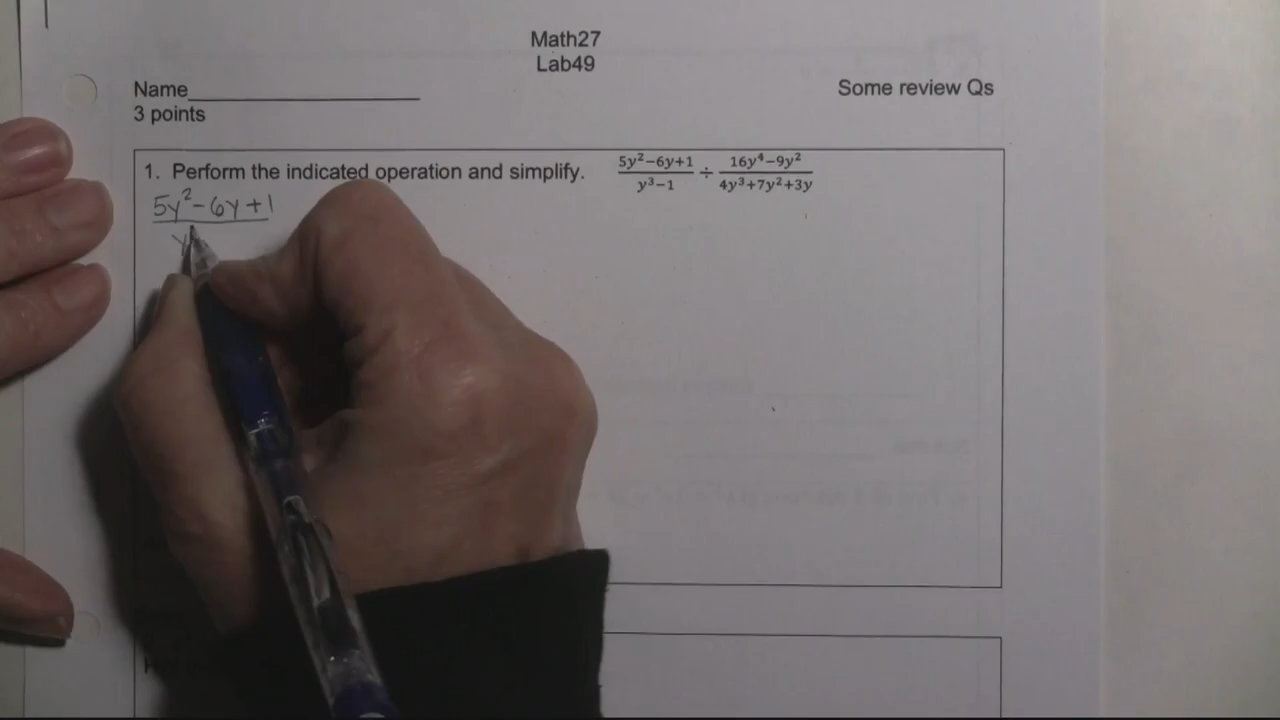 Math27
Lab49
Name____________________
Some review Qs
3 points
1. Perform the indicated operation and simplify. (5y²−6y+1)/(y³−1) ÷ (16y⁴−9y²)/(4y³+7y²+3y)
5y²−6y+1
y